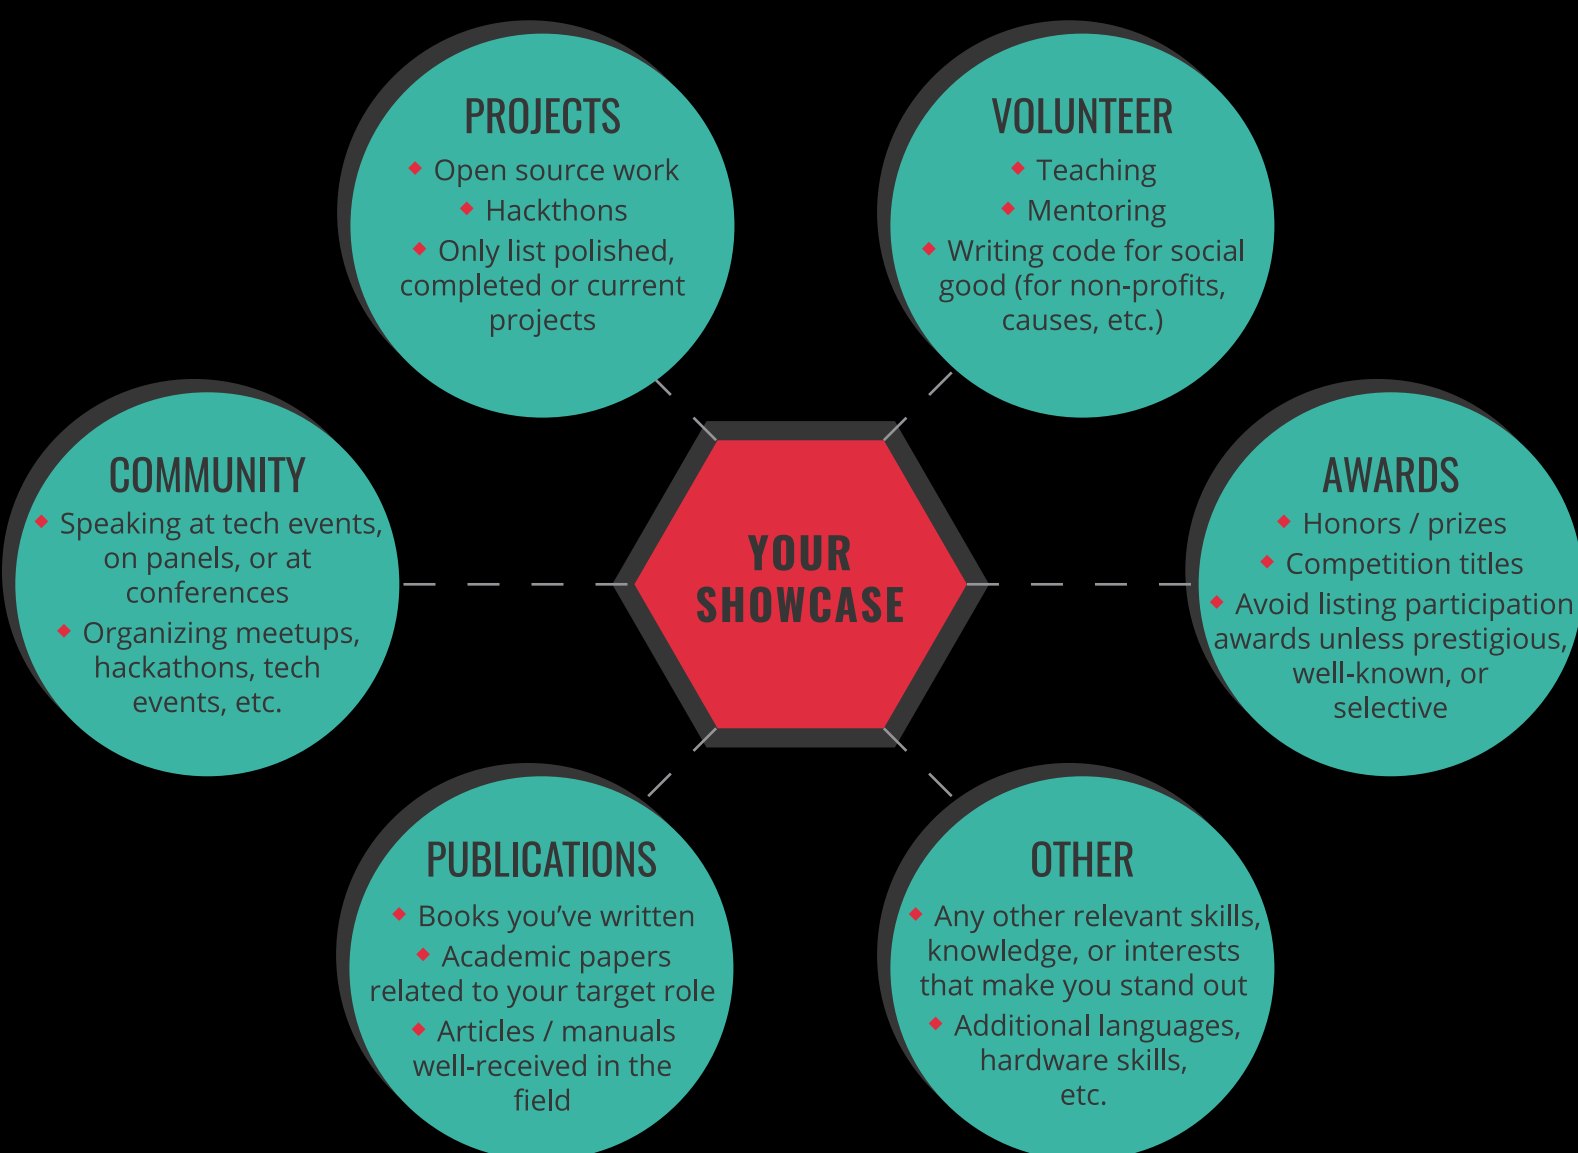 PROJECTS
Open source work
Hackthons
Only list polished,
completed or current
projects
VOLUNTEER
Teaching
Mentoring
Writing code for social
good (for non-profits,
causes, etc.)
COMMUNITY
Speaking at tech events,
on panels, or at
conferences
Organizing meetups,
hackathons, tech
events, etc.
YOUR
SHOWCASE
AWARDS
Honors / prizes
Competition titles
Avoid listing participation
awards unless prestigious,
well-known, or
selective
PUBLICATIONS
Books you’ve written
Academic papers
related to your target role
Articles / manuals
well-received in the
field
OTHER
Any other relevant skills,
knowledge, or interests
that make you stand out
Additional languages,
hardware skills,
etc.